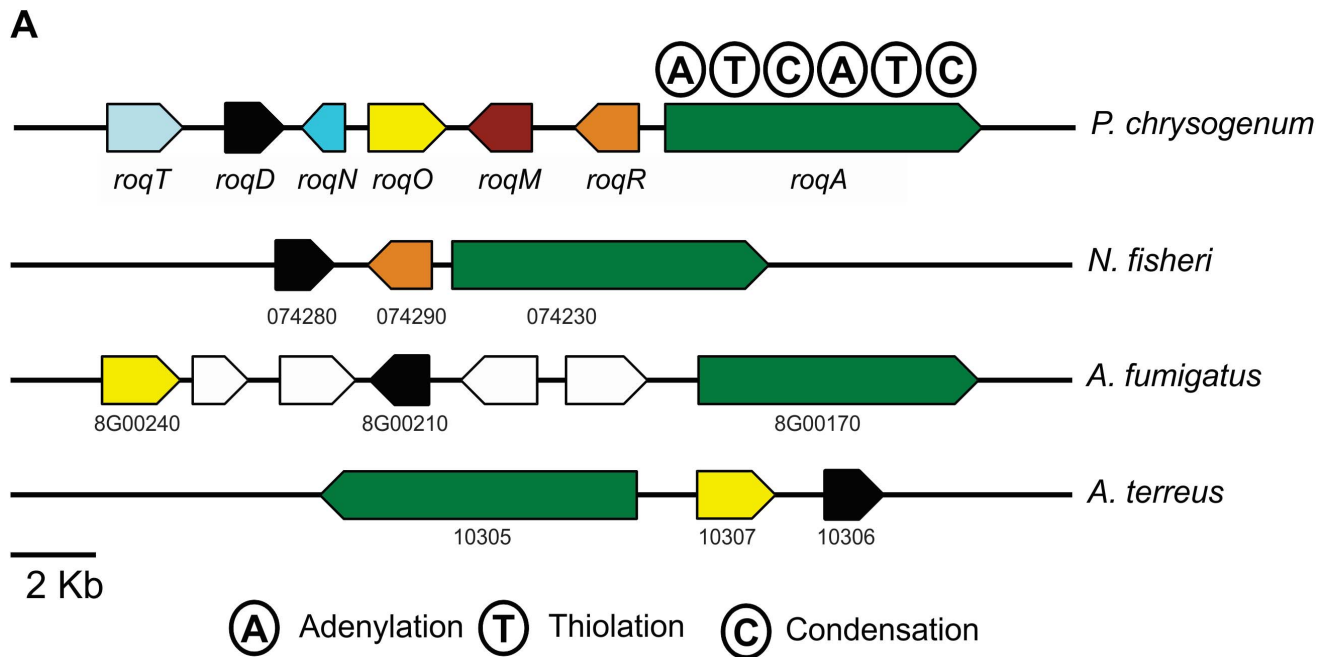 A
A T C A T C
P. chrysogenum
roqT roqD roqN roqO roqM roqR roqA
N. fisheri
074280 074290 074230
A. fumigatus
8G00240 8G00210 8G00170
A. terreus
10305 10307 10306
2 Kb
A Adenylation T Thiolation C Condensation